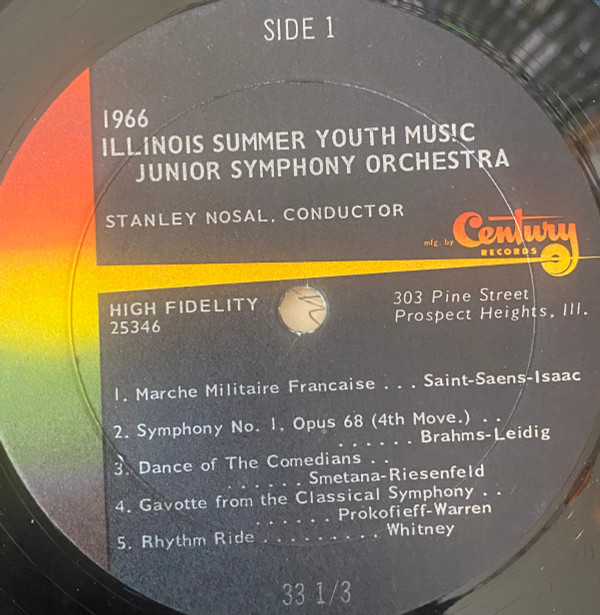 SIDE 1
1966
ILLINOIS SUMMER YOUTH MUSIC
JUNIOR SYMPHONY ORCHESTRA
STANLEY NOSAL, CONDUCTOR
mfg. by Century
RECORDS
HIGH FIDELITY
25346
303 Pine Street
Prospect Heights, Ill.
1. Marche Militaire Francaise . . . Saint-Saens-Isaac
2. Symphony No. 1, Opus 68 (4th Move.) . .
. . . . . . Brahms-Leidig
3. Dance of The Comedians . .
. . . . . . Smetana-Riesenfeld
4. Gavotte from the Classical Symphony . .
. . . . . . Prokofieff-Warren
5. Rhythm Ride . . . . . . . . . Whitney
33 1/3